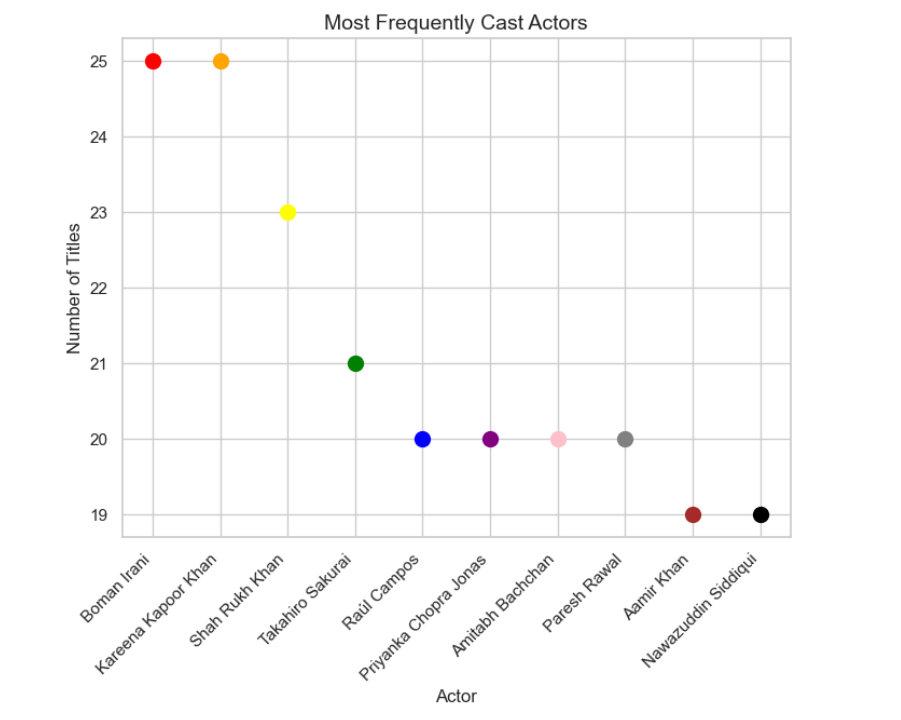 Most Frequently Cast Actors
Number of Titles
25
24
23
22
21
20
19
Boman Irani
Kareena Kapoor Khan
Shah Rukh Khan
Takahiro Sakurai
Raúl Campos
Priyanka Chopra Jonas
Amitabh Bachchan
Paresh Rawal
Aamir Khan
Nawazuddin Siddiqui
Actor